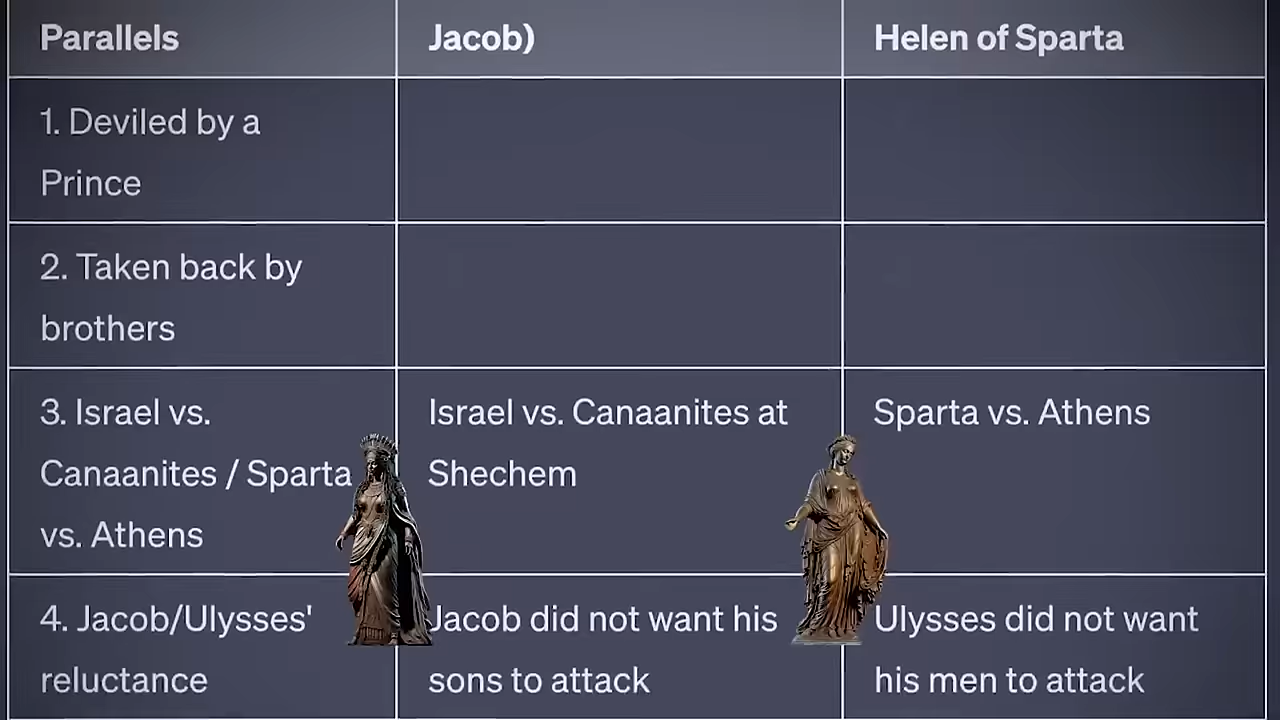 Parallels
Jacob)
Helen of Sparta
1. Deviled by a
Prince
2. Taken back by
brothers
3. Israel vs.
Canaanites / Sparta
vs. Athens
Israel vs. Canaanites at
Shechem
Sparta vs. Athens
4. Jacob/Ulysses'
reluctance
Jacob did not want his
sons to attack
Ulysses did not want
his men to attack